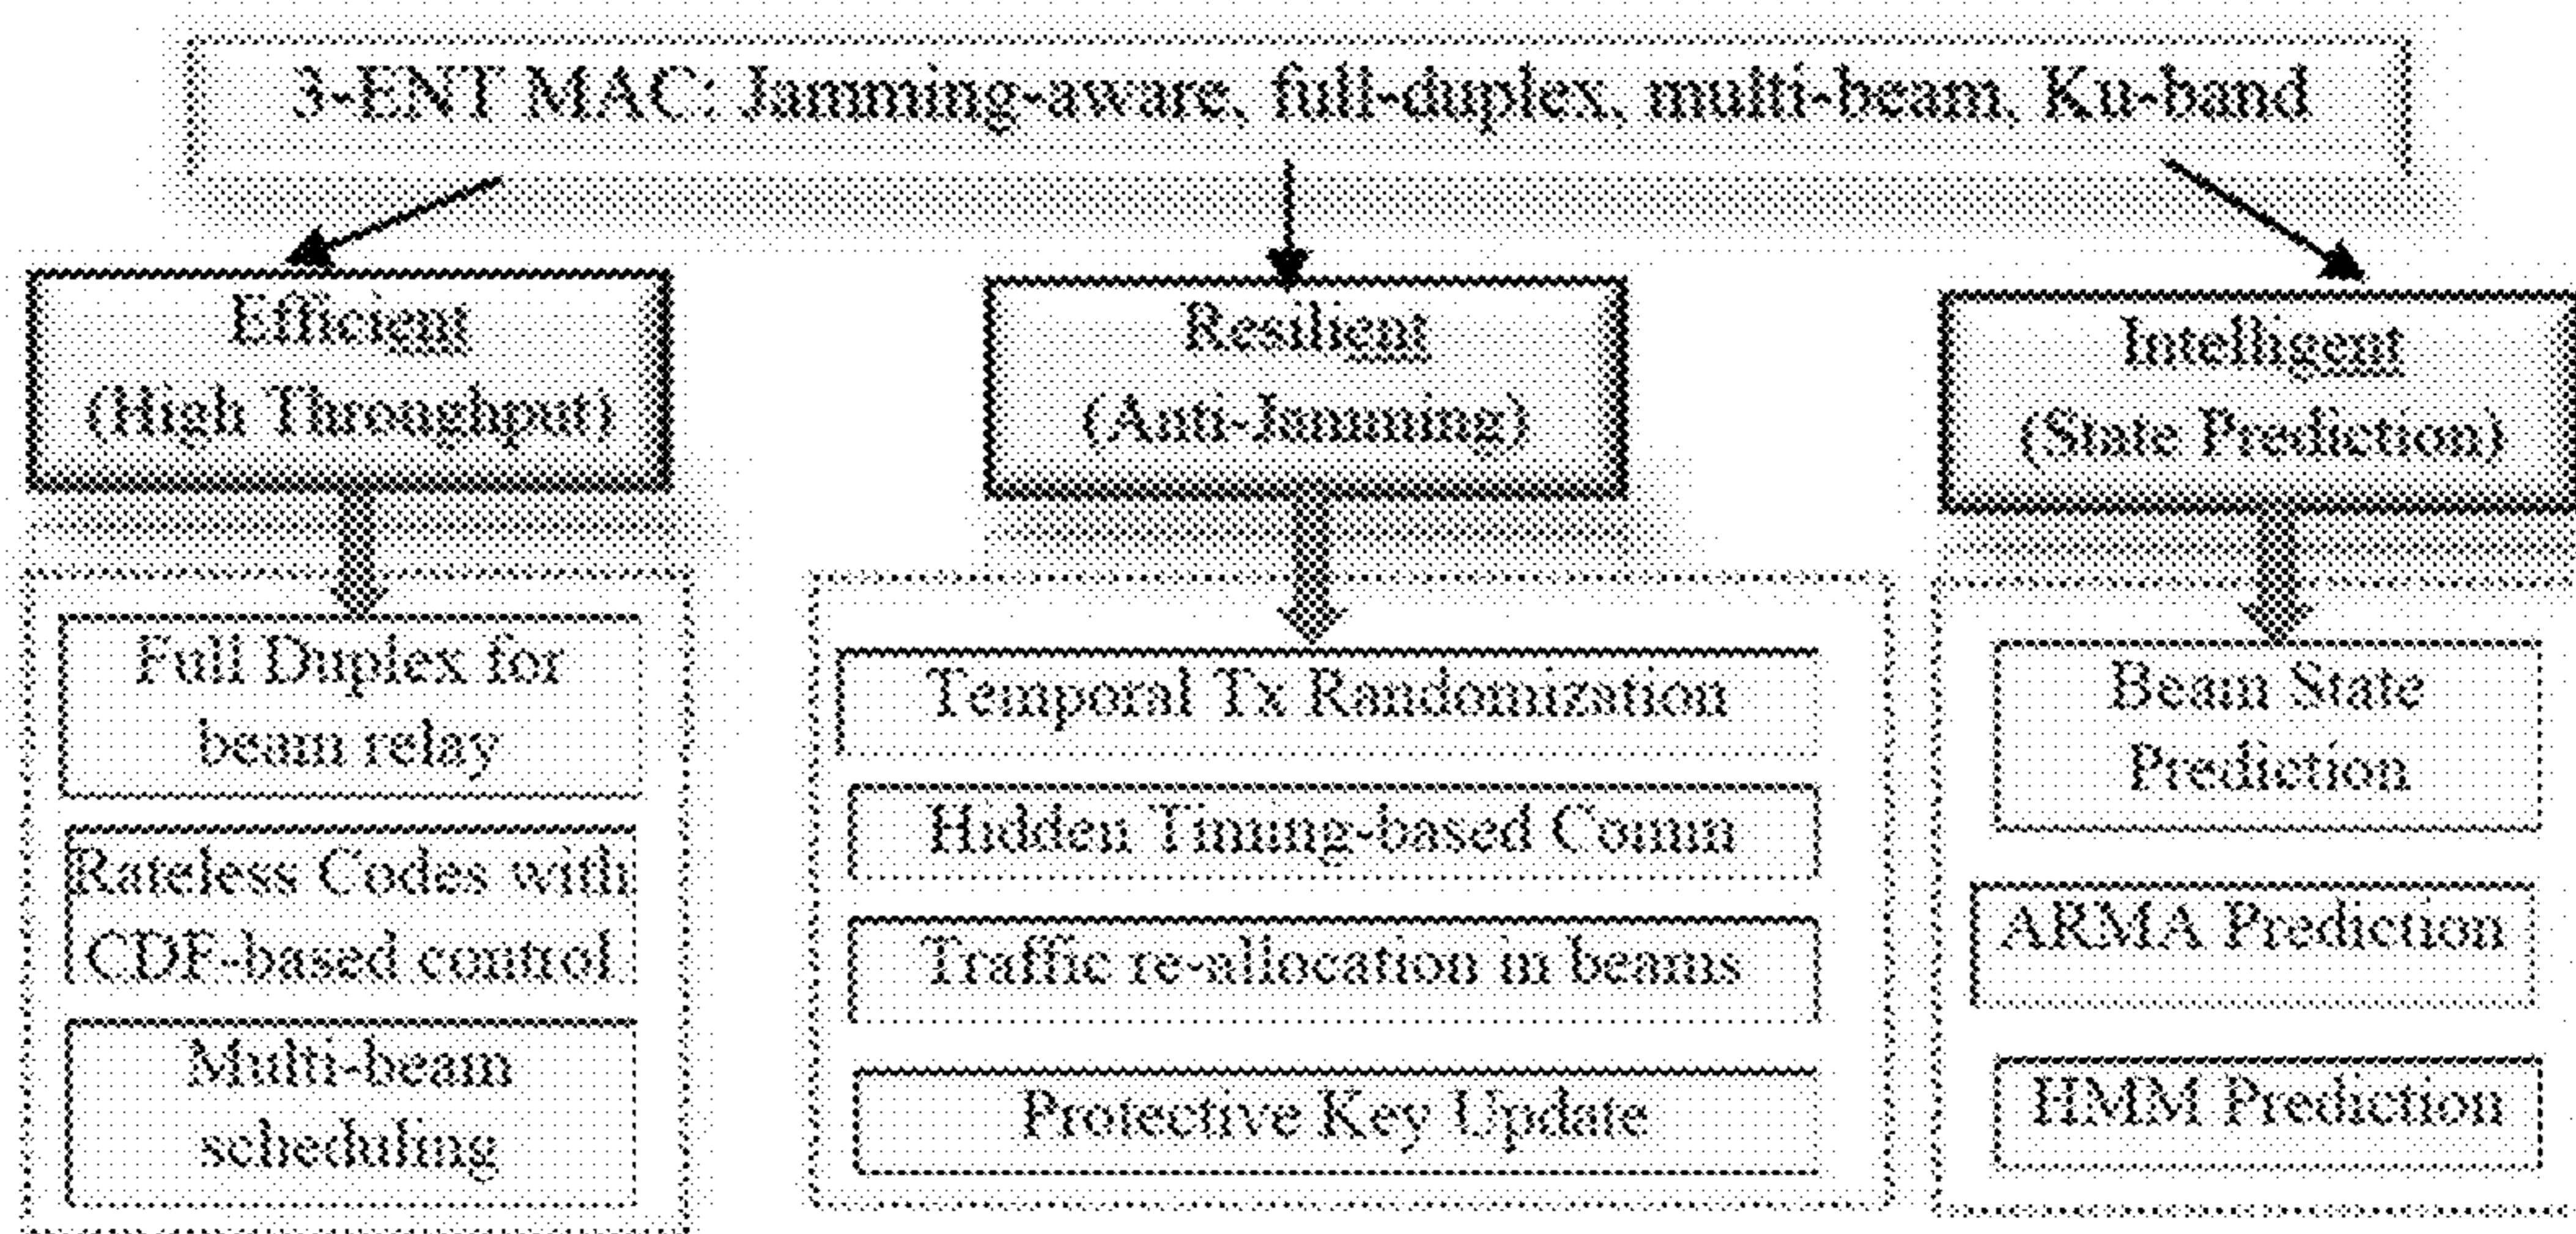 3-ENT MAC: Jamming-aware, full-duplex, multi-beam, Ku-band
Efficient
(High Throughput)
Full Duplex for
beam relay
Rateless Codes with
CDF-based control
Multi-beam
scheduling
Resilient
(Anti-Jamming)
Temporal Tx Randomization
Hidden Timing-based Comm
Traffic re-allocation in beams
Protective Key Update
Intelligent
(State Prediction)
Beam State
Prediction
ARMA Prediction
HMM Prediction